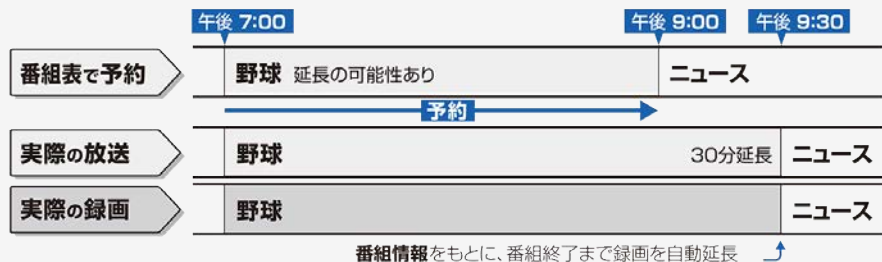 午後 7:00 午後 9:00 午後 9:30
番組表で予約 野球 延長の可能性あり ニュース
予約
実際の放送 野球 30分延長 ニュース
実際の録画 野球 ニュース
番組情報をもとに、番組終了まで録画を自動延長